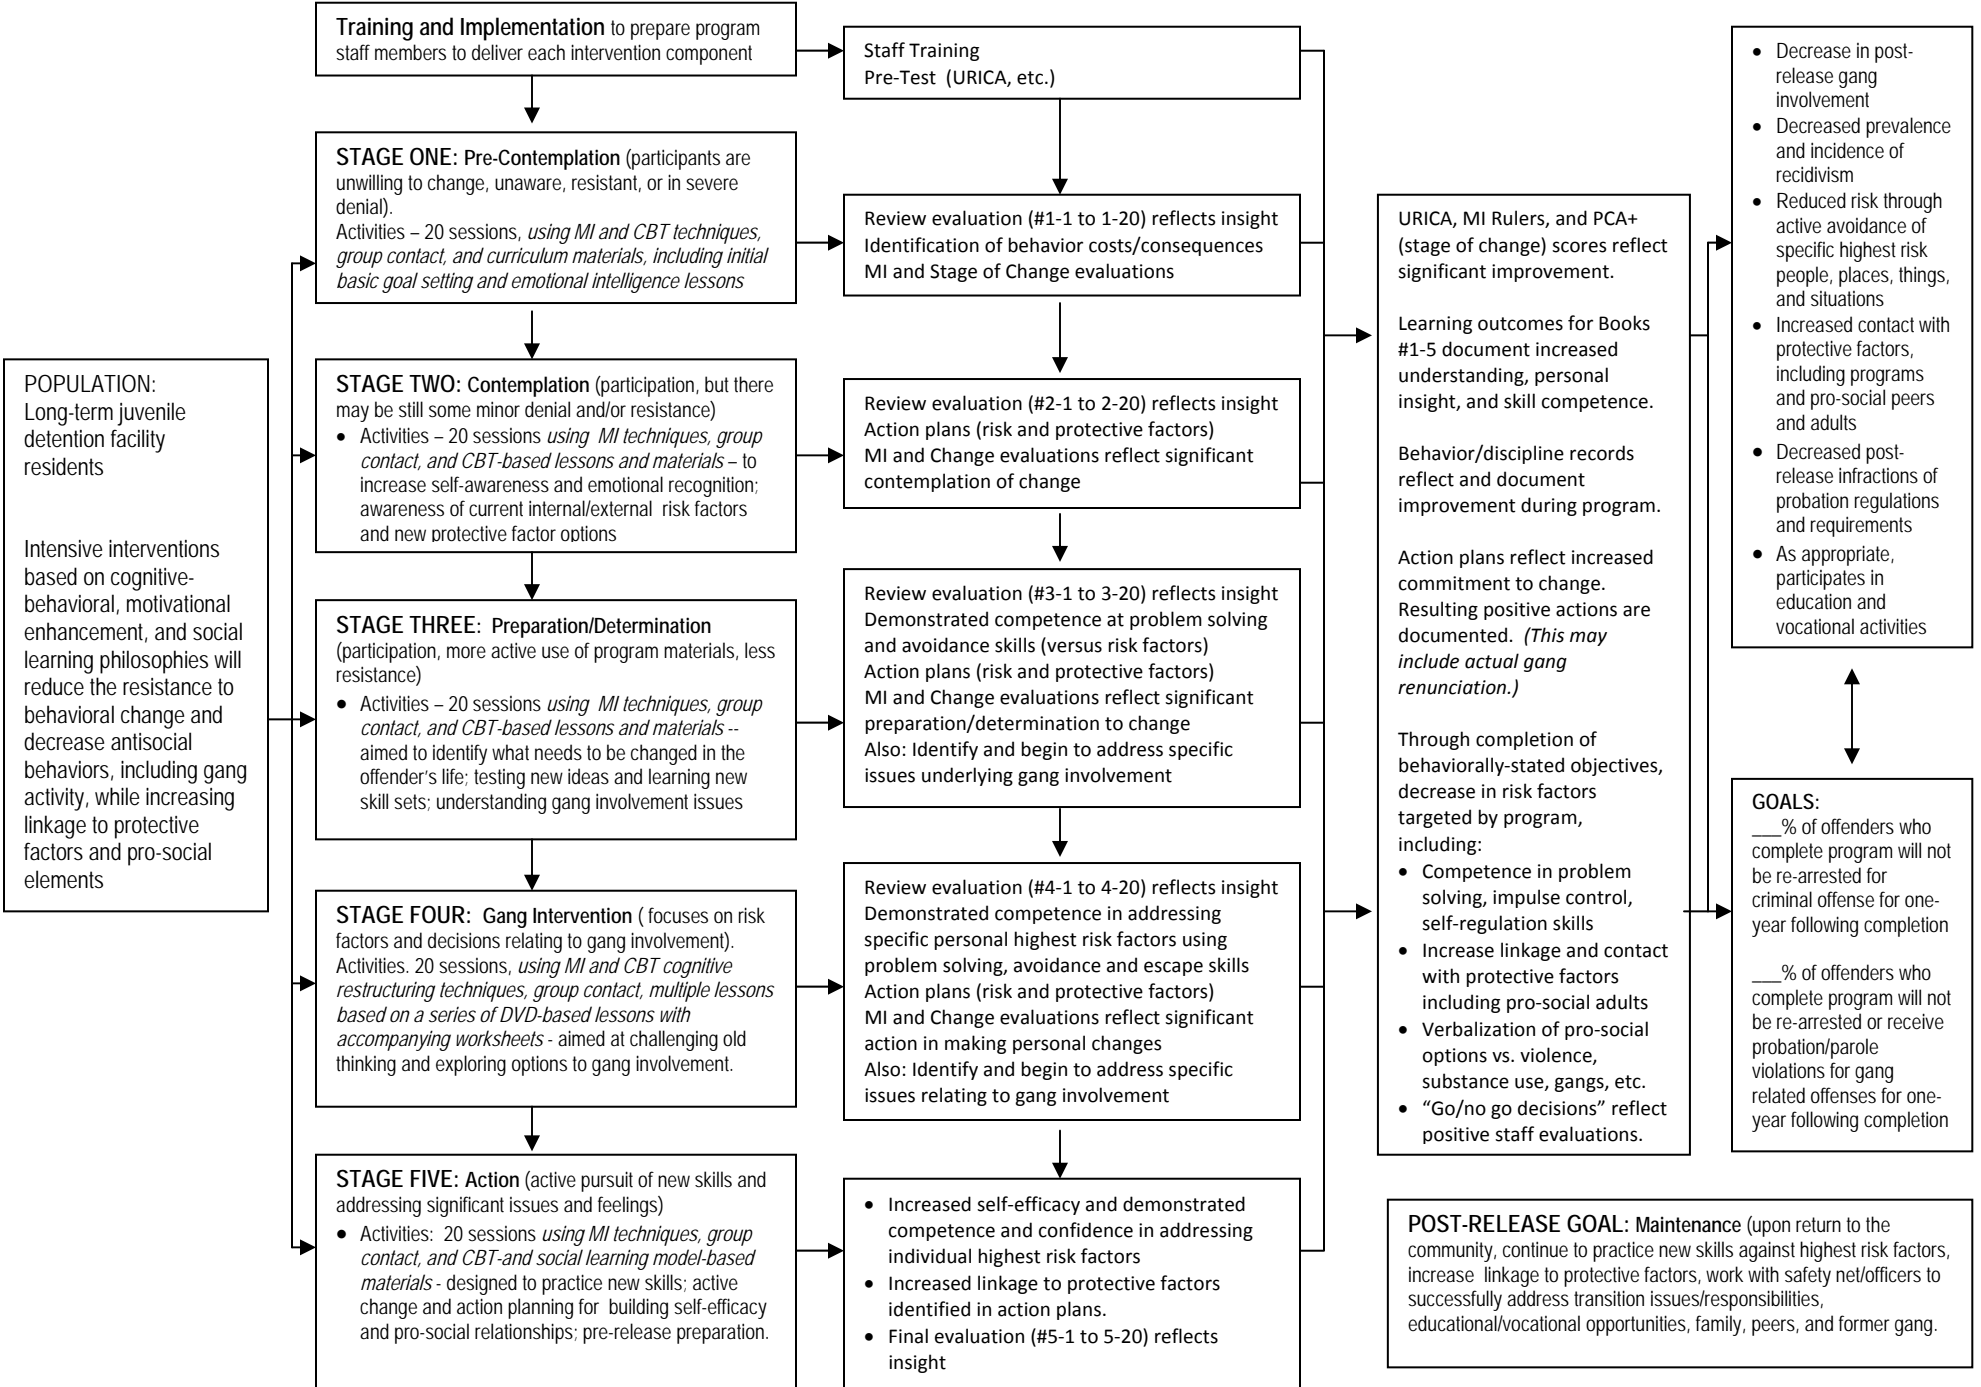 POPULATION:
Long-term juvenile
detention facility
residents
Intensive interventions
based on cognitive-
behavioral, motivational
enhancement, and social
learning philosophies will
reduce the resistance to
behavioral change and
decrease antisocial
behaviors, including gang
activity, while increasing
linkage to protective
factors and pro-social
elements
Training and Implementation to prepare program
staff members to deliver each intervention component
STAGE ONE: Pre-Contemplation (participants are
unwilling to change, unaware, resistant, or in severe
denial).
Activities – 20 sessions, using MI and CBT techniques,
group contact, and curriculum materials, including initial
basic goal setting and emotional intelligence lessons
STAGE TWO: Contemplation (participation, but there
may be still some minor denial and/or resistance)
• Activities – 20 sessions using MI techniques, group
contact, and CBT-based lessons and materials – to
increase self-awareness and emotional recognition;
awareness of current internal/external risk factors
and new protective factor options
STAGE THREE: Preparation/Determination
(participation, more active use of program materials, less
resistance)
• Activities – 20 sessions using MI techniques, group
contact, and CBT-based lessons and materials --
aimed to identify what needs to be changed in the
offender's life; testing new ideas and learning new
skill sets; understanding gang involvement issues
STAGE FOUR: Gang Intervention ( focuses on risk
factors and decisions relating to gang involvement).
Activities. 20 sessions, using MI and CBT cognitive
restructuring techniques, group contact, multiple lessons
based on a series of DVD-based lessons with
accompanying worksheets - aimed at challenging old
thinking and exploring options to gang involvement.
STAGE FIVE: Action (active pursuit of new skills and
addressing significant issues and feelings)
• Activities: 20 sessions using MI techniques, group
contact, and CBT-and social learning model-based
materials - designed to practice new skills; active
change and action planning for building self-efficacy
and pro-social relationships; pre-release preparation.
Staff Training
Pre-Test (URICA, etc.)
Review evaluation (#1-1 to 1-20) reflects insight
Identification of behavior costs/consequences
MI and Stage of Change evaluations
Review evaluation (#2-1 to 2-20) reflects insight
Action plans (risk and protective factors)
MI and Change evaluations reflect significant
contemplation of change
Review evaluation (#3-1 to 3-20) reflects insight
Demonstrated competence at problem solving
and avoidance skills (versus risk factors)
Action plans (risk and protective factors)
MI and Change evaluations reflect significant
preparation/determination to change
Also: Identify and begin to address specific
issues underlying gang involvement
Review evaluation (#4-1 to 4-20) reflects insight
Demonstrated competence in addressing
specific personal highest risk factors using
problem solving, avoidance and escape skills
Action plans (risk and protective factors)
MI and Change evaluations reflect significant
action in making personal changes
Also: Identify and begin to address specific
issues relating to gang involvement
• Increased self-efficacy and demonstrated
competence and confidence in addressing
individual highest risk factors
• Increased linkage to protective factors
identified in action plans.
• Final evaluation (#5-1 to 5-20) reflects
insight
URICA, MI Rulers, and PCA+
(stage of change) scores reflect
significant improvement.
Learning outcomes for Books
#1-5 document increased
understanding, personal
insight, and skill competence.
Behavior/discipline records
reflect and document
improvement during program.
Action plans reflect increased
commitment to change.
Resulting positive actions are
documented. (This may
include actual gang
renunciation.)
Through completion of
behaviorally-stated objectives,
decrease in risk factors
targeted by program,
including:
• Competence in problem
solving, impulse control,
self-regulation skills
• Increase linkage and contact
with protective factors
including pro-social adults
• Verbalization of pro-social
options vs. violence,
substance use, gangs, etc.
• “Go/no go decisions” reflect
positive staff evaluations.
• Decrease in post-
release gang
involvement
• Decreased prevalence
and incidence of
recidivism
• Reduced risk through
active avoidance of
specific highest risk
people, places, things,
and situations
• Increased contact with
protective factors,
including programs
and pro-social peers
and adults
• Decreased post-
release infractions of
probation regulations
and requirements
• As appropriate,
participates in
education and
vocational activities
GOALS:
___% of offenders who
complete program will not
be re-arrested for
criminal offense for one-
year following completion
___% of offenders who
complete program will not
be re-arrested or receive
probation/parole
violations for gang
related offenses for one-
year following completion
POST-RELEASE GOAL: Maintenance (upon return to the
community, continue to practice new skills against highest risk factors,
increase linkage to protective factors, work with safety net/officers to
successfully address transition issues/responsibilities,
educational/vocational opportunities, family, peers, and former gang.